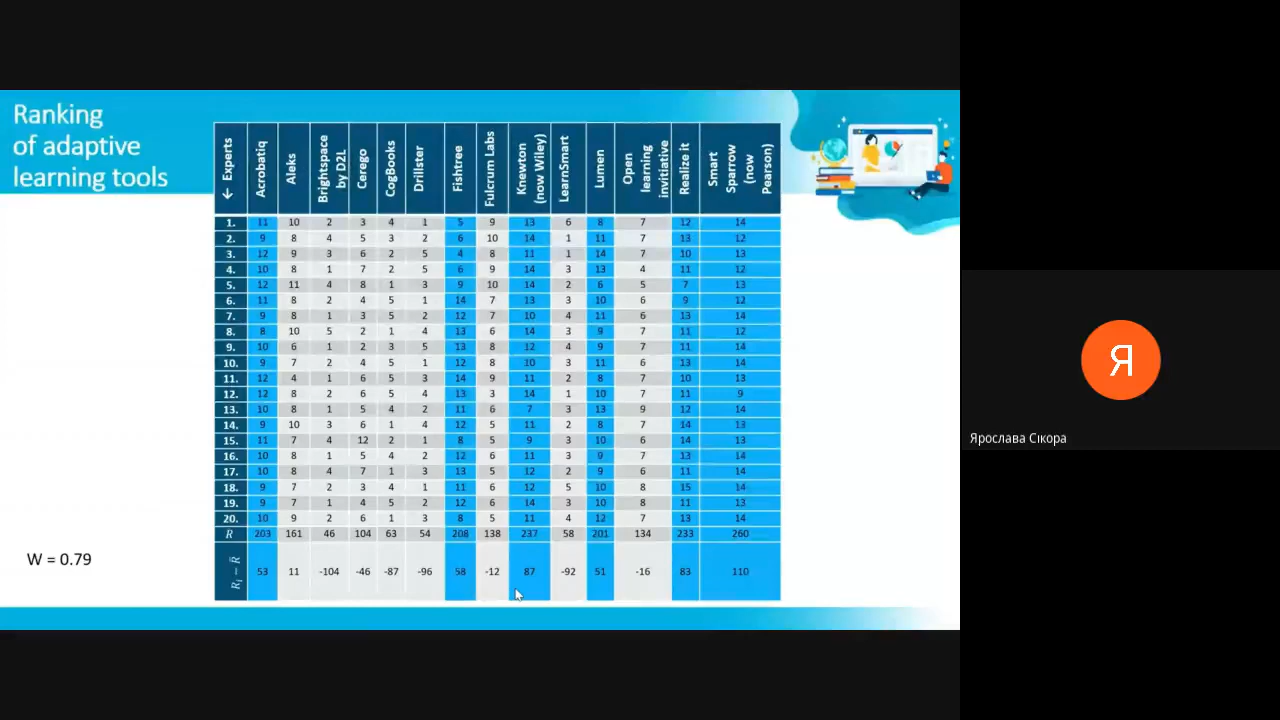 Ranking
of adaptive
learning tools
← Experts Acrobatiq Aleks Brightspace by D2L Cerego CogBooks Drillster Fishtree Fulcrum Labs Knewton (now Wiley) LearnSmart Lumen Open learning invitiative Realize it Smart Sparrow (now Pearson)
1. 11 10 2 3 4 1 5 9 13 6 8 7 12 14
2. 9 8 4 5 3 2 6 10 14 1 11 7 13 12
3. 12 9 3 6 2 5 4 8 11 1 14 7 10 13
4. 10 8 1 7 2 5 6 9 14 3 13 4 11 12
5. 12 11 4 8 1 3 9 10 14 2 6 5 7 13
6. 11 8 2 4 5 1 14 7 13 3 10 6 9 12
7. 9 8 1 3 5 2 12 7 10 4 11 6 13 14
8. 8 10 5 2 1 4 13 6 14 3 9 7 11 12
9. 10 6 1 2 3 5 13 8 12 4 9 7 11 14
10. 9 7 2 4 5 1 12 8 10 3 11 6 13 14
11. 12 4 1 6 5 3 14 9 11 2 8 7 10 13
12. 12 8 2 6 5 4 13 3 14 1 10 7 11 9
13. 10 8 1 5 4 2 11 6 7 3 13 9 12 14
14. 9 10 3 6 1 4 12 5 11 2 8 7 14 13
15. 11 7 4 12 2 1 8 5 9 3 10 6 14 13
16. 10 8 1 5 4 2 12 6 11 3 9 7 13 14
17. 10 8 4 7 1 3 13 5 12 2 9 6 11 14
18. 9 7 2 3 4 1 11 6 12 5 10 8 15 14
19. 9 7 1 4 5 2 12 6 14 3 10 8 11 13
20. 10 9 2 6 1 3 8 5 11 4 12 7 13 14
R 203 161 46 104 63 54 208 138 237 58 201 134 233 260
R_i − R̄ 53 11 -104 -46 -87 -96 58 -12 87 -92 51 -16 83 110
W = 0.79
Я
Ярослава Сікора